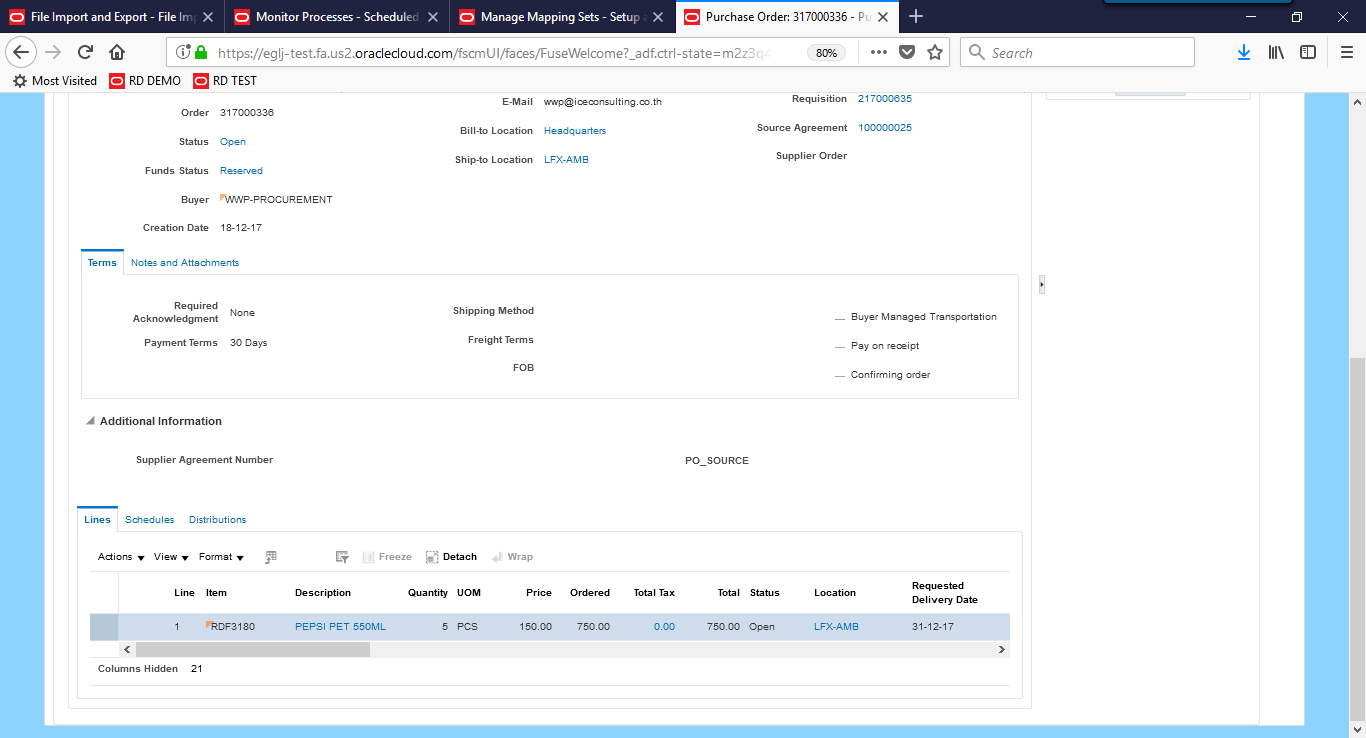 File Import and Export - File Im
Monitor Processes - Scheduled
Manage Mapping Sets - Setup a
Purchase Order: 317000336 - Pu
https://eglj-test.fa.us2.oraclecloud.com/fscmUI/faces/FuseWelcome?_adf.ctrl-state=m2z3q4
80%
Search
Most Visited
RD DEMO
RD TEST
Order 317000336
Status Open
Funds Status Reserved
Buyer WWP-PROCUREMENT
Creation Date 18-12-17
E-Mail wwp@iceconsulting.co.th
Bill-to Location Headquarters
Ship-to Location LFX-AMB
Requisition 217000635
Source Agreement 100000025
Supplier Order
Terms Notes and Attachments
Required
Acknowledgment None
Payment Terms 30 Days
Shipping Method
Freight Terms
FOB
Buyer Managed Transportation
Pay on receipt
Confirming order
Additional Information
Supplier Agreement Number PO_SOURCE
Lines Schedules Distributions
Actions View Format Freeze Detach Wrap
Line Item Description Quantity UOM Price Ordered Total Tax Total Status Location Requested
Delivery Date
1 RDF3180 PEPSI PET 550ML 5 PCS 150.00 750.00 0.00 750.00 Open LFX-AMB 31-12-17
Columns Hidden 21